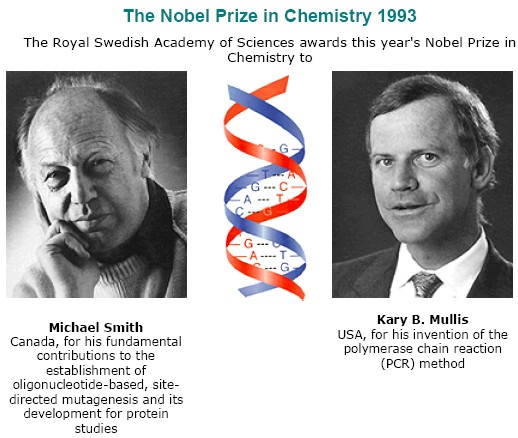 The Nobel Prize in Chemistry 1993
The Royal Swedish Academy of Sciences awards this year's Nobel Prize in
Chemistry to
G
T A
G C
A T
C G
G C
A T
G
Michael Smith
Canada, for his fundamental
contributions to the
establishment of
oligonucleotide-based, site-
directed mutagenesis and its
development for protein
studies
Kary B. Mullis
USA, for his invention of the
polymerase chain reaction
(PCR) method